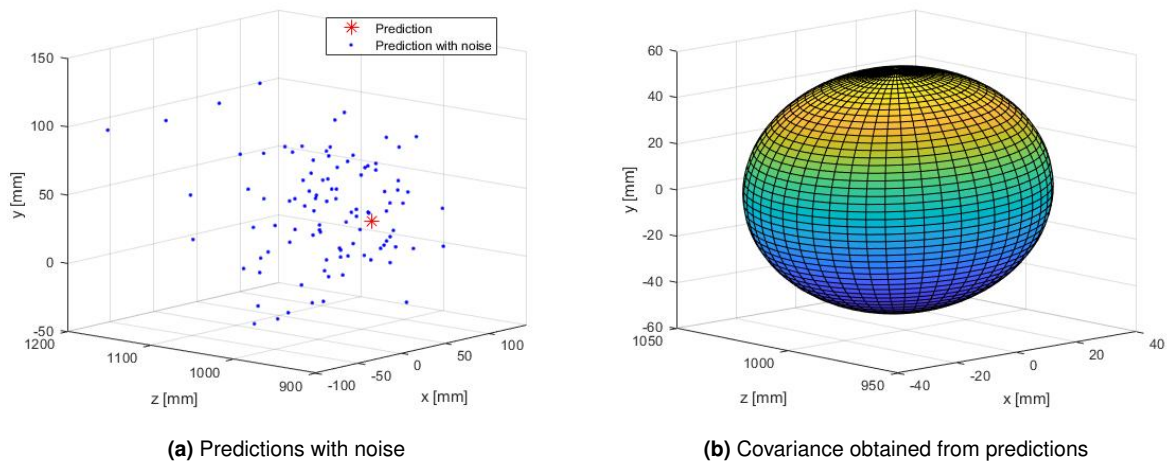 Prediction
Prediction with noise
150
100
50
0
-50
y [mm]
1200
1100
1000
900
z [mm]
-100
-50
0
50
100
x [mm]
60
40
20
0
-20
-40
-60
y [mm]
1050
1000
950
z [mm]
-40
-20
0
20
40
x [mm]
(a) Predictions with noise
(b) Covariance obtained from predictions